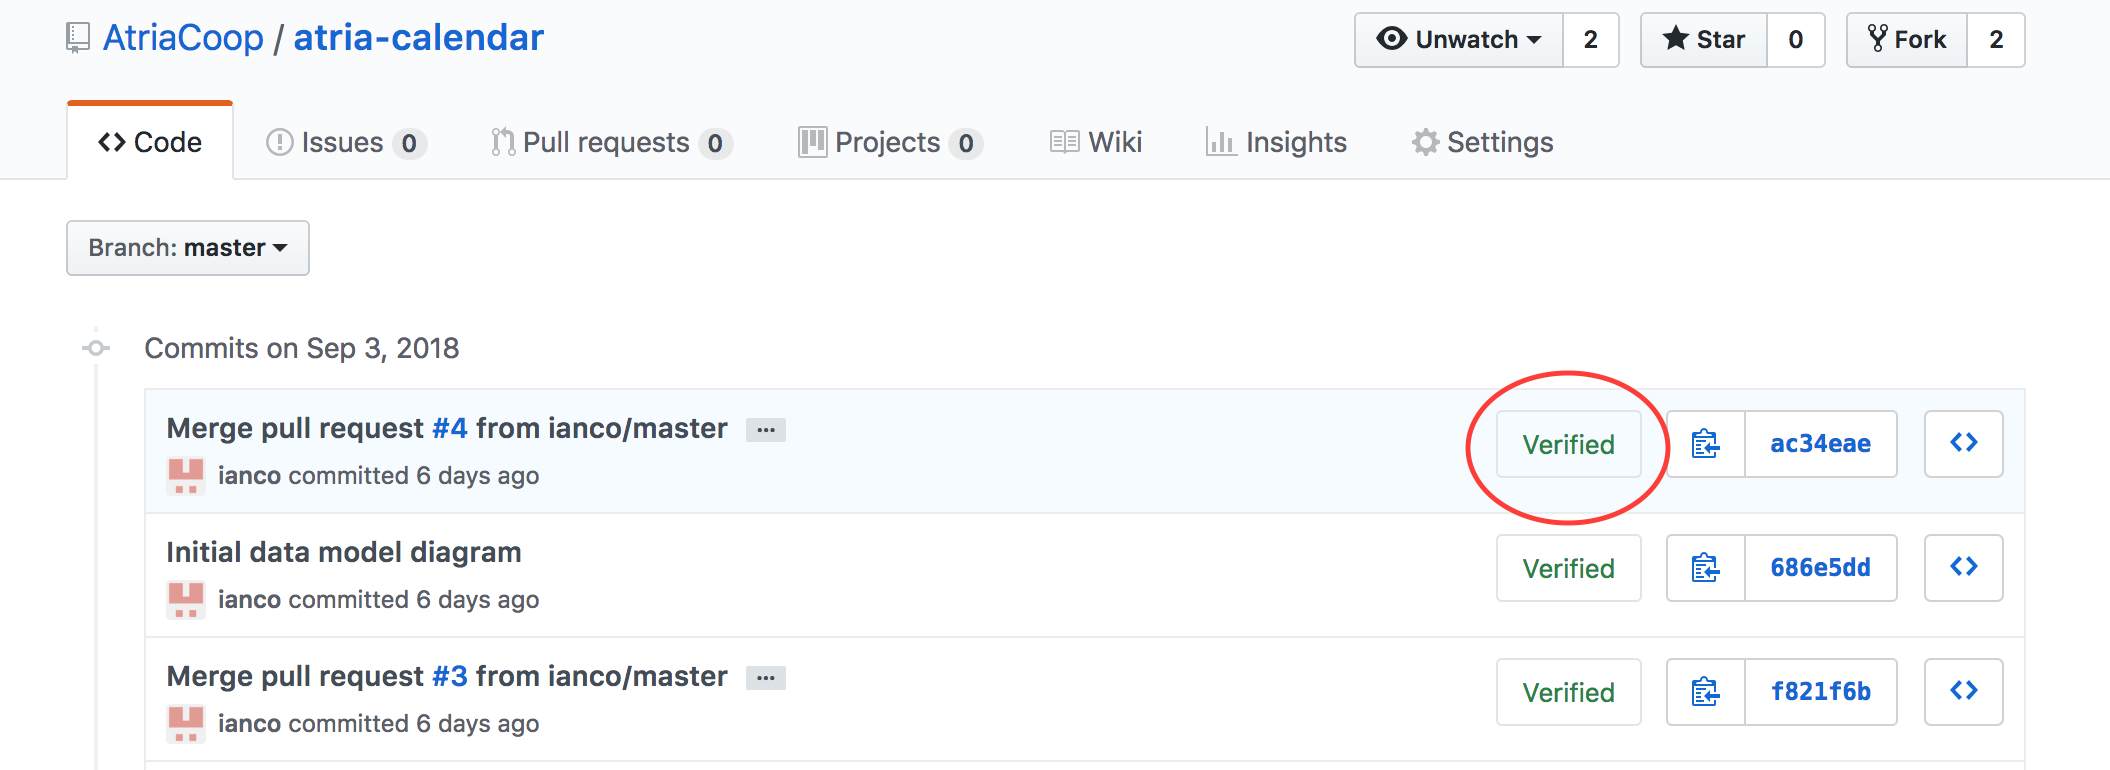 AtriaCoop / atria-calendar
Unwatch 2 Star 0 Fork 2
Code Issues 0 Pull requests 0 Projects 0 Wiki Insights Settings
Branch: master
Commits on Sep 3, 2018
Merge pull request #4 from ianco/master ...
Verified ac34eae
ianco committed 6 days ago
Initial data model diagram
Verified 686e5dd
ianco committed 6 days ago
Merge pull request #3 from ianco/master ...
Verified f821f6b
ianco committed 6 days ago